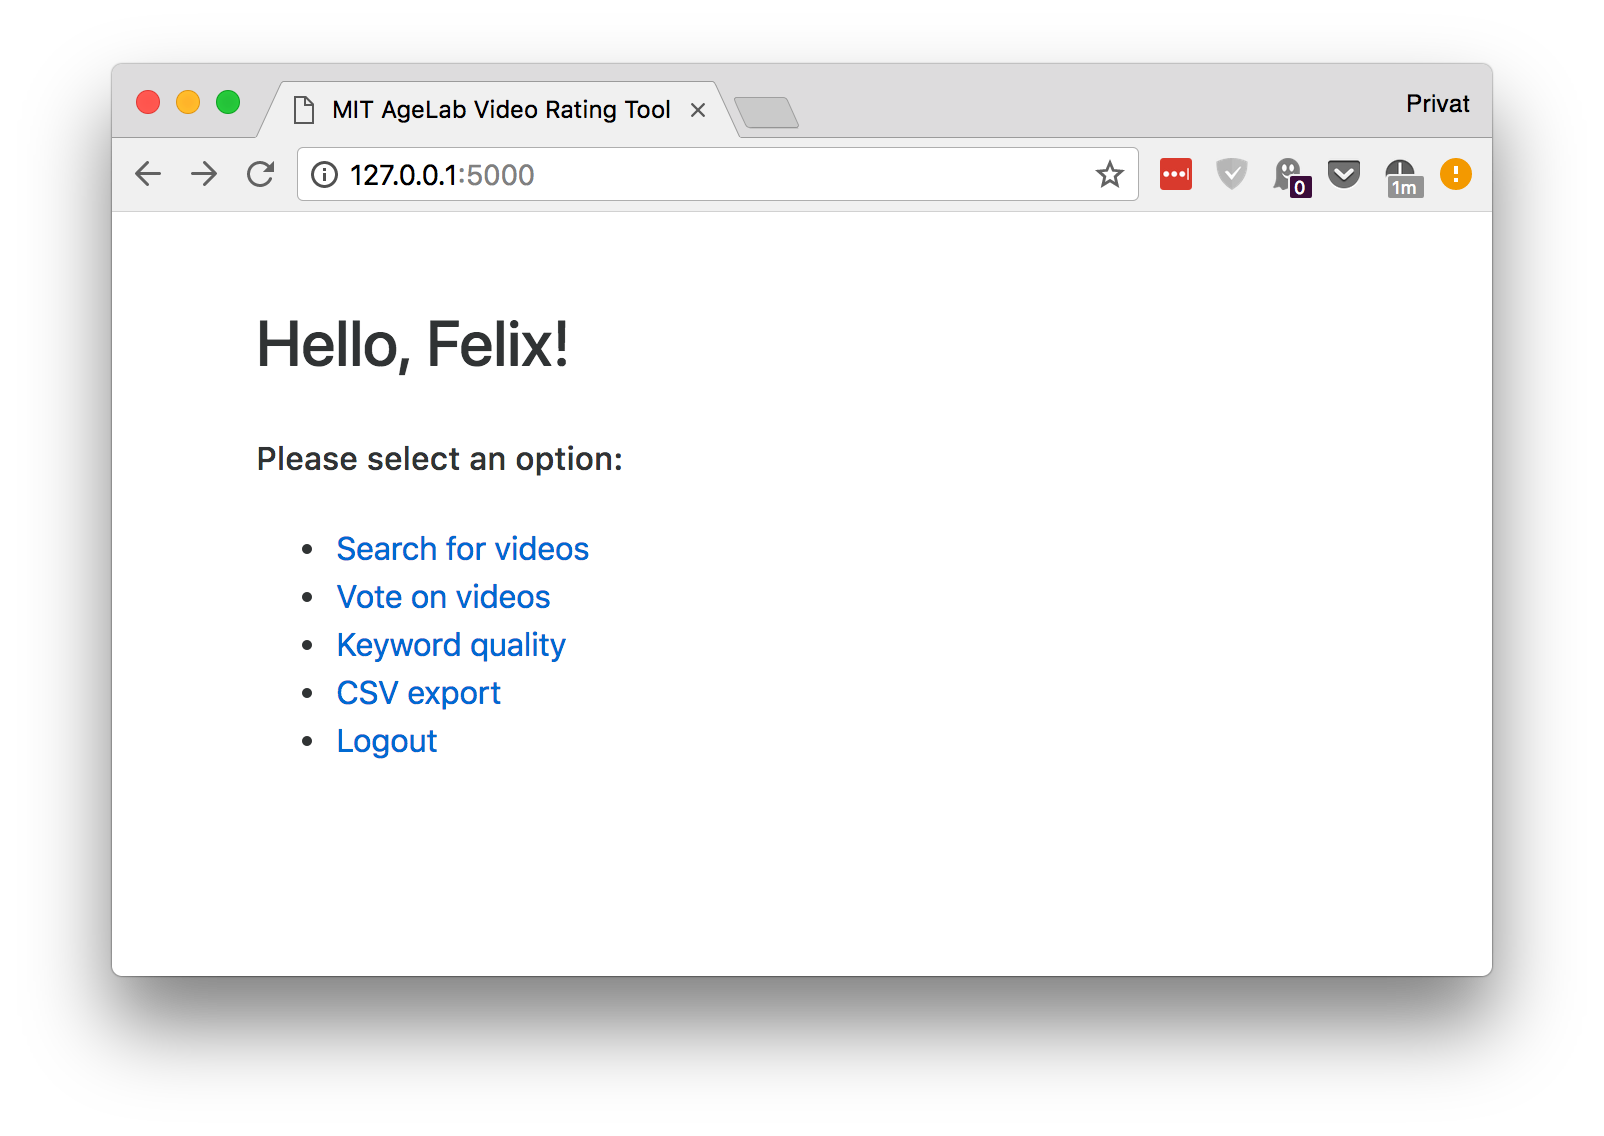 MIT AgeLab Video Rating Tool
Privat
127.0.0.1:5000
0
1m
Hello, Felix!
Please select an option:
Search for videos
Vote on videos
Keyword quality
CSV export
Logout